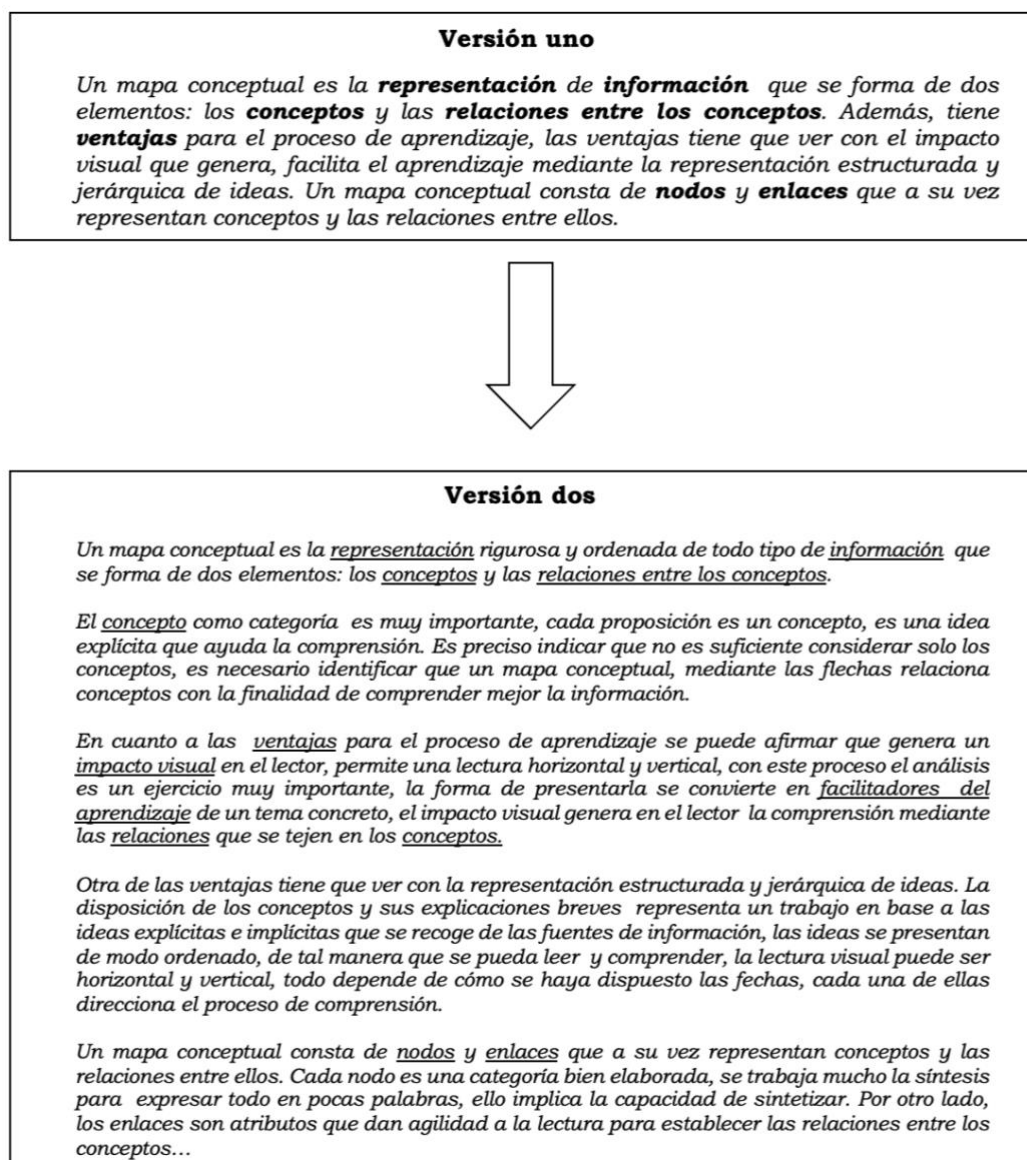 Versión uno
Un mapa conceptual es la representación de información que se forma de dos
elementos: los conceptos y las relaciones entre los conceptos. Además, tiene
ventajas para el proceso de aprendizaje, las ventajas tiene que ver con el impacto
visual que genera, facilita el aprendizaje mediante la representación estructurada y
jerárquica de ideas. Un mapa conceptual consta de nodos y enlaces que a su vez
representan conceptos y las relaciones entre ellos.
Versión dos
Un mapa conceptual es la representación rigurosa y ordenada de todo tipo de información que
se forma de dos elementos: los conceptos y las relaciones entre los conceptos.
El concepto como categoría es muy importante, cada proposición es un concepto, es una idea
explícita que ayuda la comprensión. Es preciso indicar que no es suficiente considerar solo los
conceptos, es necesario identificar que un mapa conceptual, mediante las flechas relaciona
conceptos con la finalidad de comprender mejor la información.
En cuanto a las ventajas para el proceso de aprendizaje se puede afirmar que genera un
impacto visual en el lector, permite una lectura horizontal y vertical, con este proceso el análisis
es un ejercicio muy importante, la forma de presentarla se convierte en facilitadores del
aprendizaje de un tema concreto, el impacto visual genera en el lector la comprensión mediante
las relaciones que se tejen en los conceptos.
Otra de las ventajas tiene que ver con la representación estructurada y jerárquica de ideas. La
disposición de los conceptos y sus explicaciones breves representa un trabajo en base a las
ideas explícitas e implícitas que se recoge de las fuentes de información, las ideas se presentan
de modo ordenado, de tal manera que se pueda leer y comprender, la lectura visual puede ser
horizontal y vertical, todo depende de cómo se haya dispuesto las fechas, cada una de ellas
direcciona el proceso de comprensión.
Un mapa conceptual consta de nodos y enlaces que a su vez representan conceptos y las
relaciones entre ellos. Cada nodo es una categoría bien elaborada, se trabaja mucho la síntesis
para expresar todo en pocas palabras, ello implica la capacidad de sintetizar. Por otro lado,
los enlaces son atributos que dan agilidad a la lectura para establecer las relaciones entre los
conceptos…